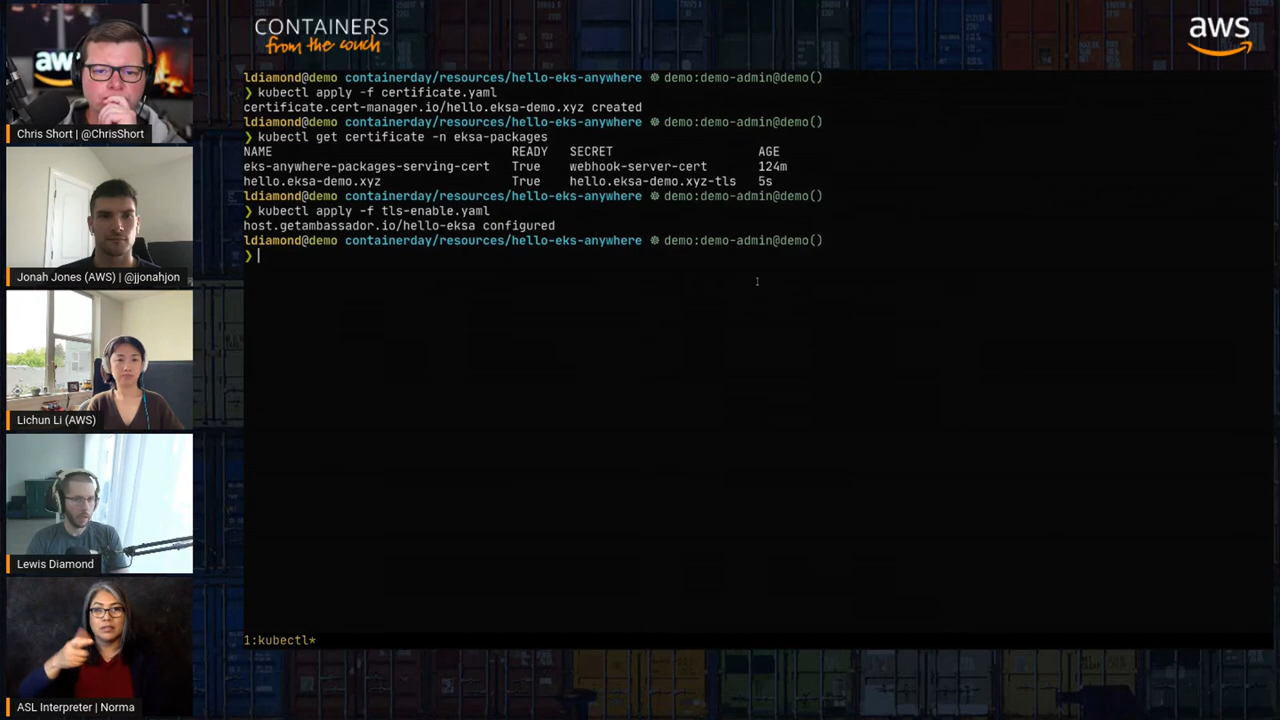 CONTAINERS
from the couch
aws
aws
Chris Short | @ChrisShort
Jonah Jones (AWS) | @jjonahjon
Lichun Li (AWS)
Lewis Diamond
ASL Interpreter | Norma
ldiamond@demo containerday/resources/hello-eks-anywhere ☸ demo:demo-admin@demo()
❯ kubectl apply -f certificate.yaml
certificate.cert-manager.io/hello.eksa-demo.xyz created
ldiamond@demo containerday/resources/hello-eks-anywhere ☸ demo:demo-admin@demo()
❯ kubectl get certificate -n eksa-packages
NAME READY SECRET AGE
eks-anywhere-packages-serving-cert True webhook-server-cert 124m
hello.eksa-demo.xyz True hello.eksa-demo.xyz-tls 5s
ldiamond@demo containerday/resources/hello-eks-anywhere ☸ demo:demo-admin@demo()
❯ kubectl apply -f tls-enable.yaml
host.getambassador.io/hello-eksa configured
ldiamond@demo containerday/resources/hello-eks-anywhere ☸ demo:demo-admin@demo()
❯
1:kubectl*